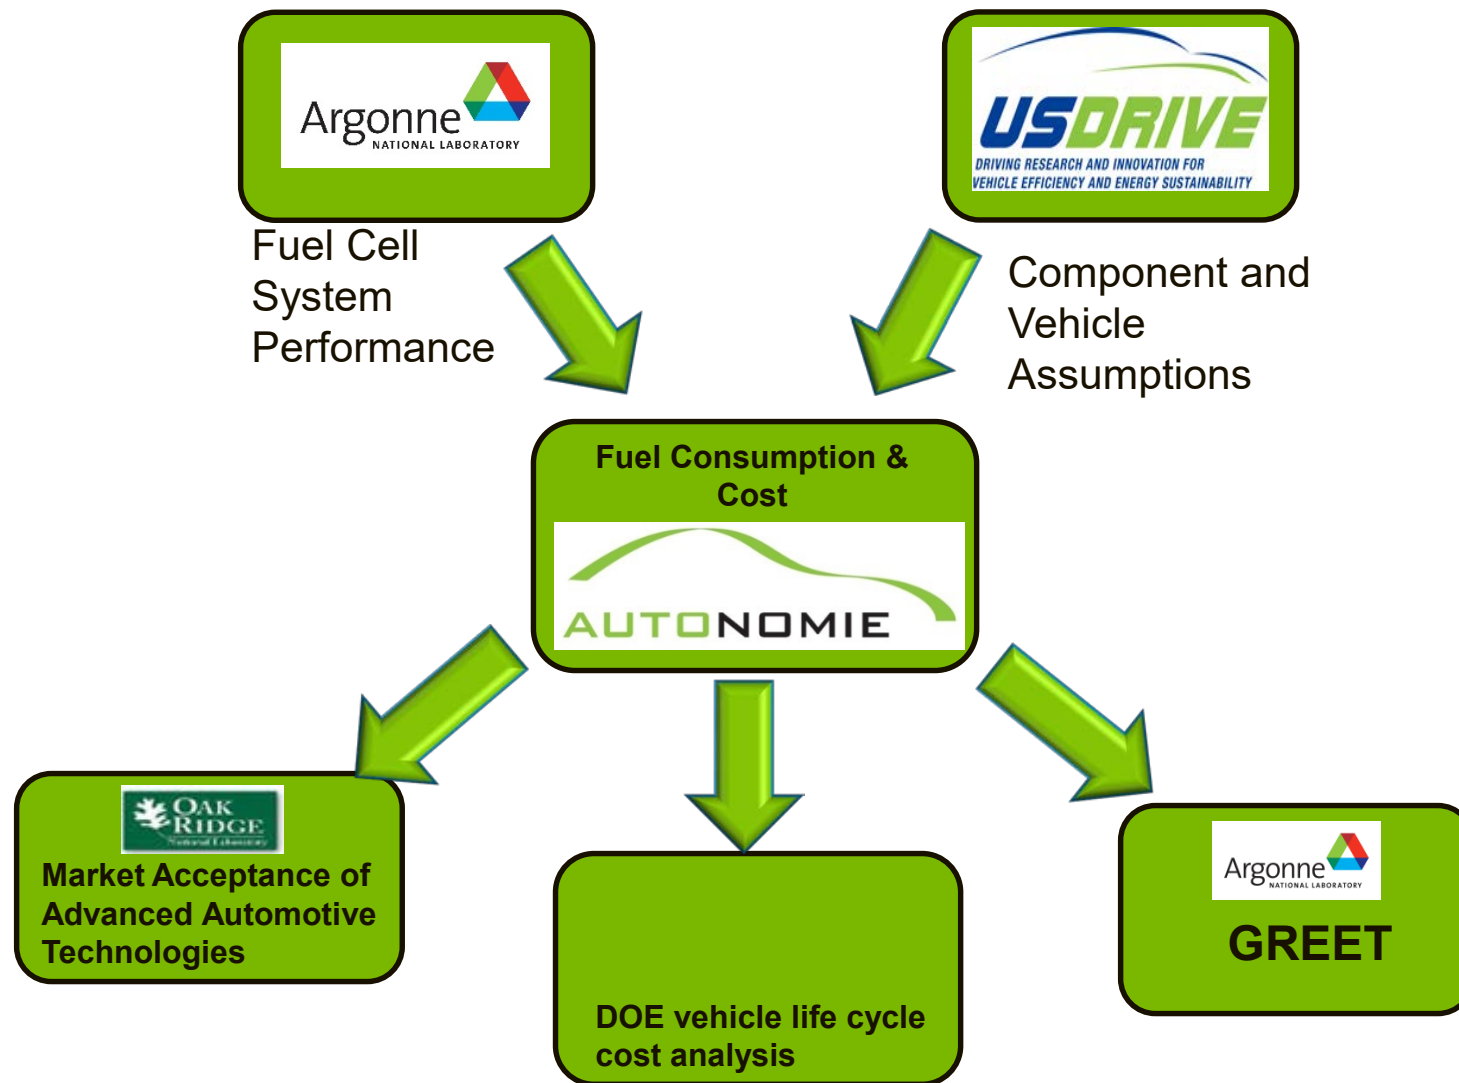 Argonne
NATIONAL LABORATORY
USDRIVE
DRIVING RESEARCH AND INNOVATION FOR
VEHICLE EFFICIENCY AND ENERGY SUSTAINABILITY
Fuel Cell
System
Performance
Component and
Vehicle
Assumptions
Fuel Consumption &
Cost
AUTONOMIE
OAK
RIDGE
National Laboratory
Market Acceptance of
Advanced Automotive
Technologies
DOE vehicle life cycle
cost analysis
Argonne
NATIONAL LABORATORY
GREET